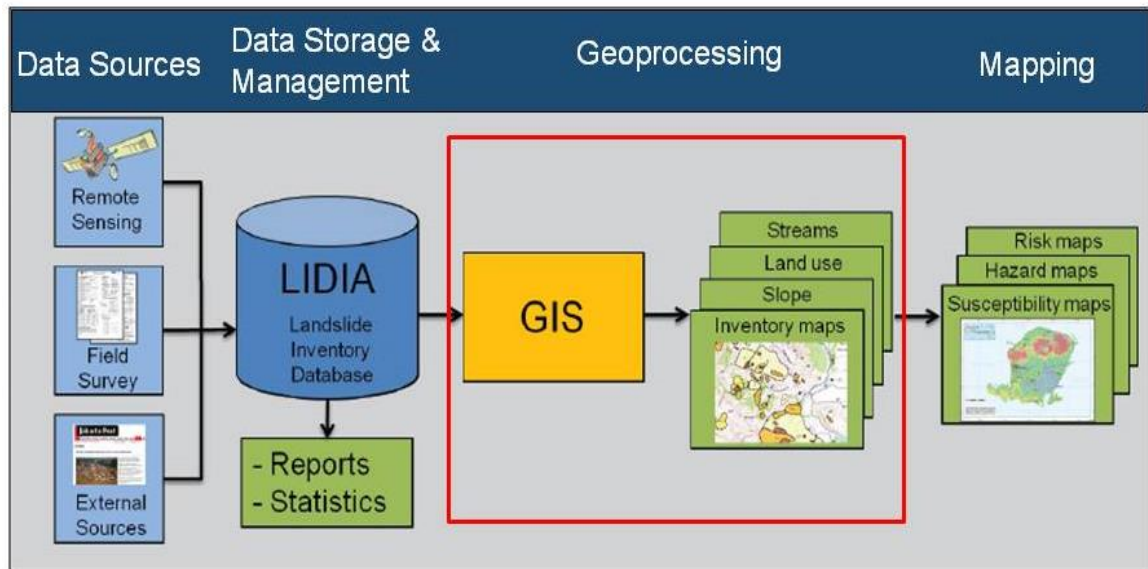 Data Sources
Data Storage &
Management
Geoprocessing
Mapping
Remote
Sensing
Field
Survey
External
Sources
LIDIA
Landslide
Inventory
Database
- Reports
- Statistics
GIS
Streams
Land use
Slope
Inventory maps
Risk maps
Hazard maps
Susceptibility maps